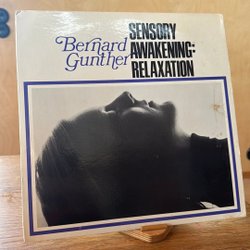 Bernard
Gunther
SENSORY
AWAKENING:
RELAXATION